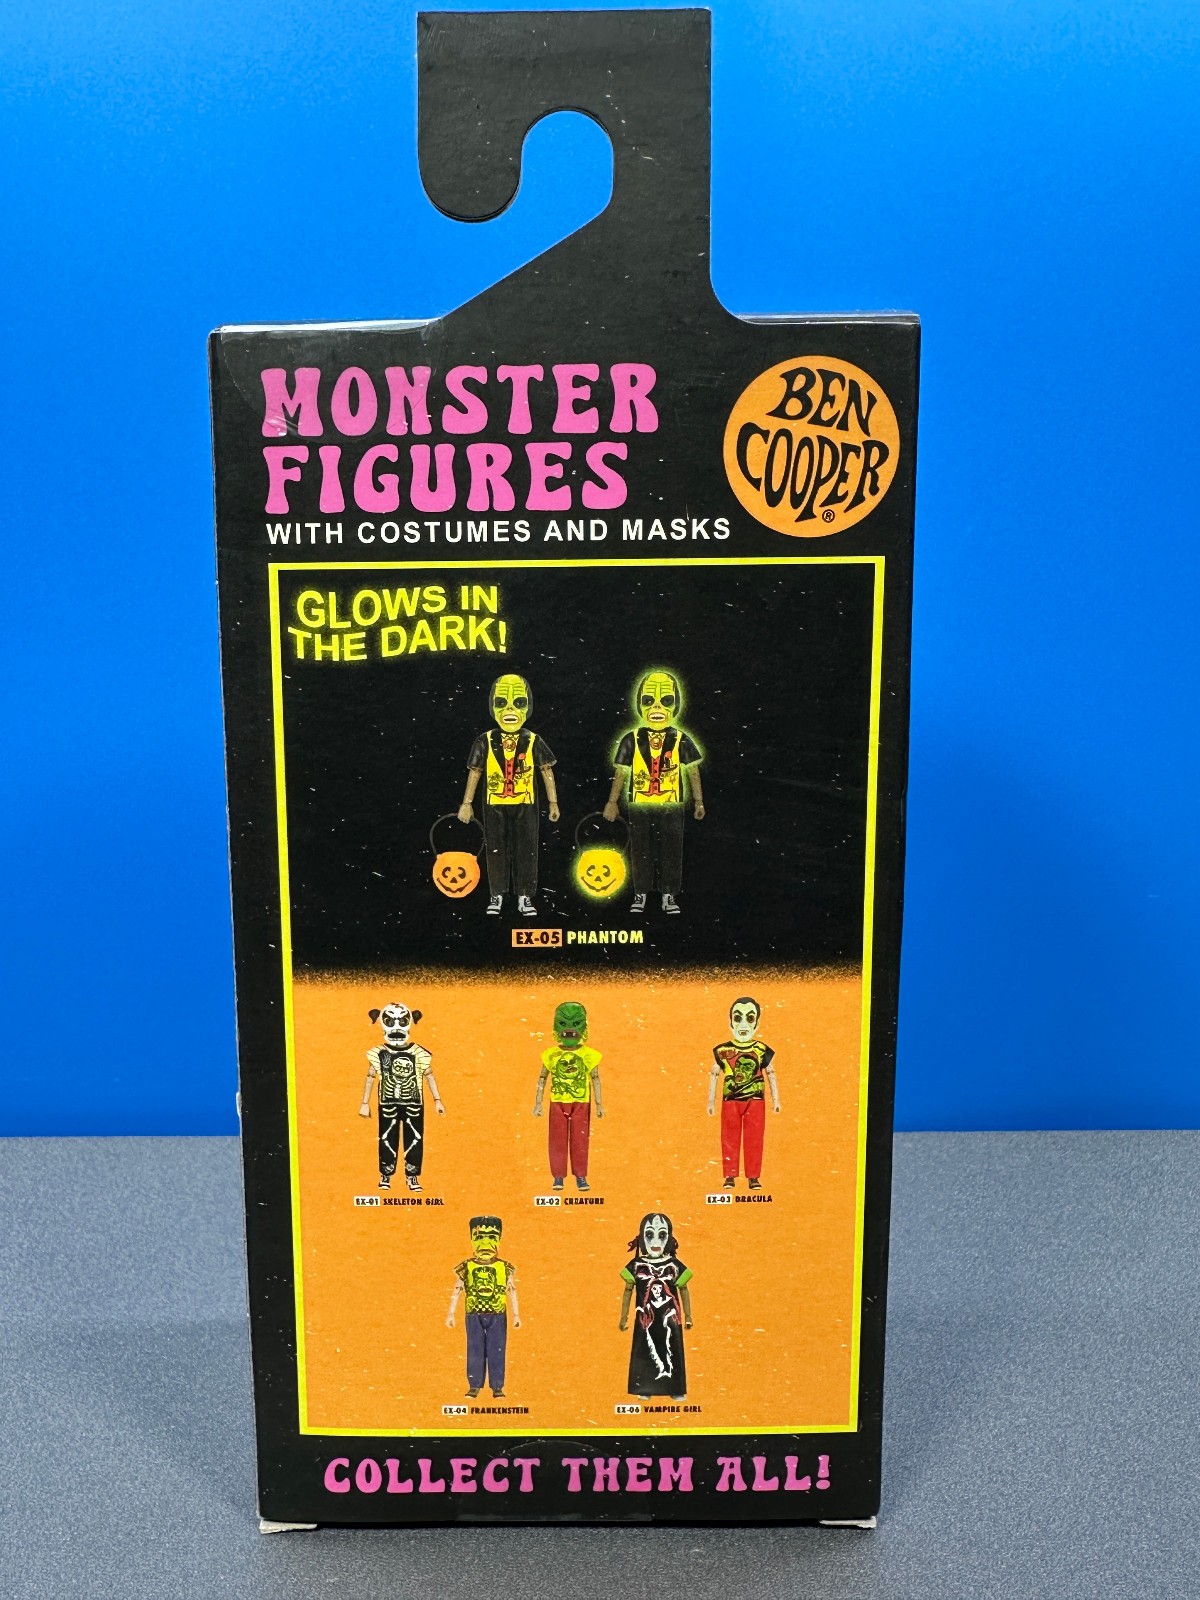 MONSTER
FIGURES
WITH COSTUMES AND MASKS
BEN
COOPER
®
GLOWS IN
THE DARK!
EX-05 PHANTOM
EX-01 SKELETON GIRL
EX-02 CREATURE
EX-03 DRACULA
EX-04 FRANKENSTEIN
EX-06 VAMPIRE GIRL
COLLECT THEM ALL!